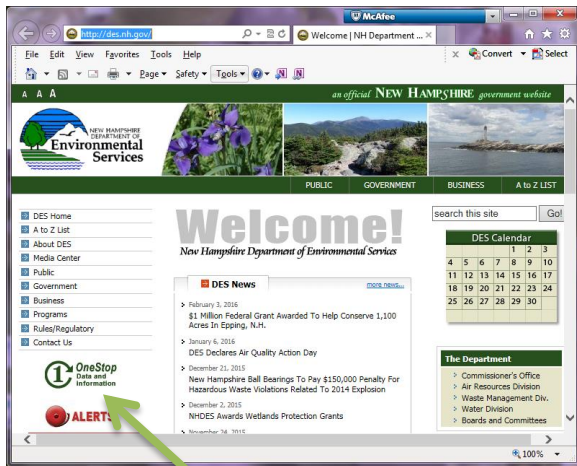 McAfee
http://des.nh.gov/
Welcome | NH Department ...
File Edit View Favorites Tools Help
Convert Select
Page Safety Tools
A A A
an official NEW HAMPSHIRE government website
NEW HAMPSHIRE
DEPARTMENT OF
Environmental
Services
PUBLIC GOVERNMENT BUSINESS A to Z LIST
DES Home
A to Z List
About DES
Media Center
Public
Government
Business
Programs
Rules/Regulatory
Contact Us
1 OneStop
Data and
Information
ALERTS
Welcome!
New Hampshire Department of Environmental Services
DES News more news...
February 3, 2016
$1 Million Federal Grant Awarded To Help Conserve 1,100
Acres In Epping, N.H.
January 6, 2016
DES Declares Air Quality Action Day
December 21, 2015
New Hampshire Ball Bearings To Pay $150,000 Penalty For
Hazardous Waste Violations Related To 2014 Explosion
December 2, 2015
NHDES Awards Wetlands Protection Grants
November 24, 2015
search this site Go!
DES Calendar
1 2 3
4 5 6 7 8 9 10
11 12 13 14 15 16 17
18 19 20 21 22 23 24
25 26 27 28 29 30
The Department
Commissioner's Office
Air Resources Division
Waste Management Div.
Water Division
Boards and Committees
100%